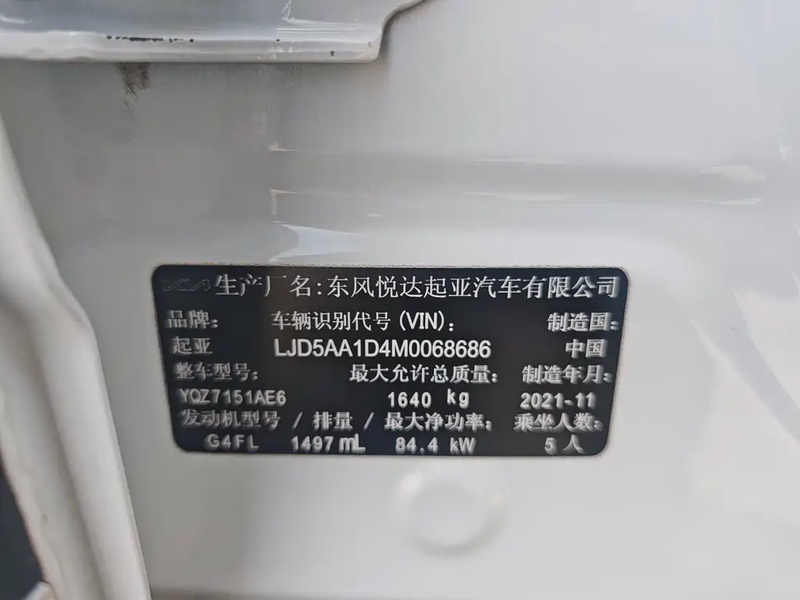 KIA 生产厂名:东风悦达起亚汽车有限公司
品牌: 车辆识别代号(VIN): 制造国:
起亚 LJD5AA1D4M0068686 中国
整车型号: 最大允许总质量: 制造年月:
YQZ7151AE6 1640 kg 2021-11
发动机型号 / 排量 / 最大净功率: 乘坐人数:
G4FL 1497 mL 84.4 kW 5 人